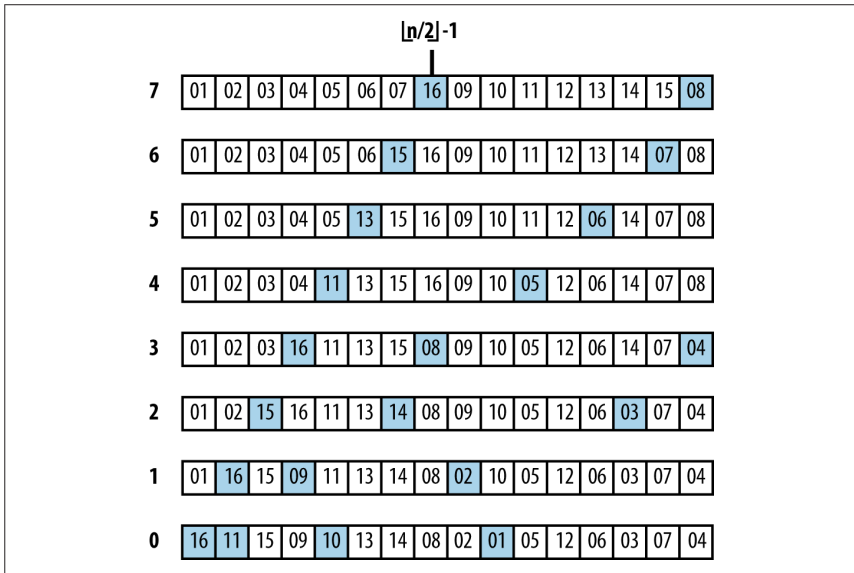 ⌊n/2⌋-1
7 01 02 03 04 05 06 07 16 09 10 11 12 13 14 15 08
6 01 02 03 04 05 06 15 16 09 10 11 12 13 14 07 08
5 01 02 03 04 05 13 15 16 09 10 11 12 06 14 07 08
4 01 02 03 04 11 13 15 16 09 10 05 12 06 14 07 08
3 01 02 03 16 11 13 15 08 09 10 05 12 06 14 07 04
2 01 02 15 16 11 13 14 08 09 10 05 12 06 03 07 04
1 01 16 15 09 11 13 14 08 02 10 05 12 06 03 07 04
0 16 11 15 09 10 13 14 08 02 01 05 12 06 03 07 04